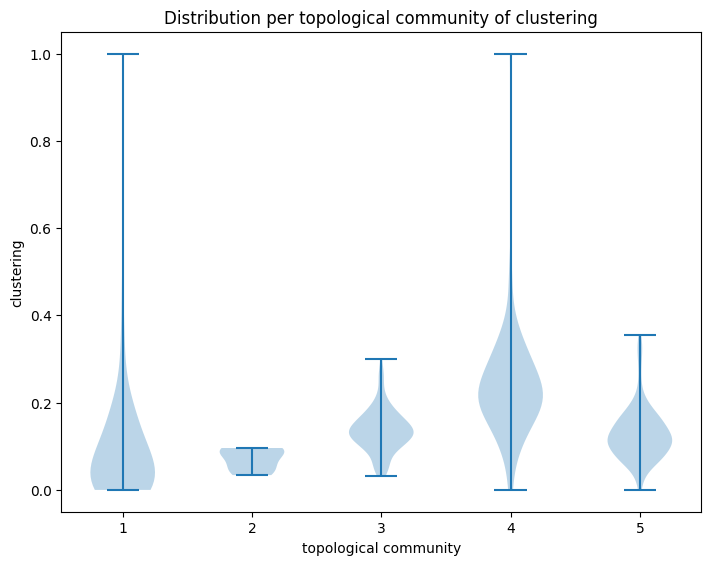 Distribution per topological community of clustering
1.0
0.8
0.6
0.4
0.2
0.0
clustering
1 2 3 4 5
topological community